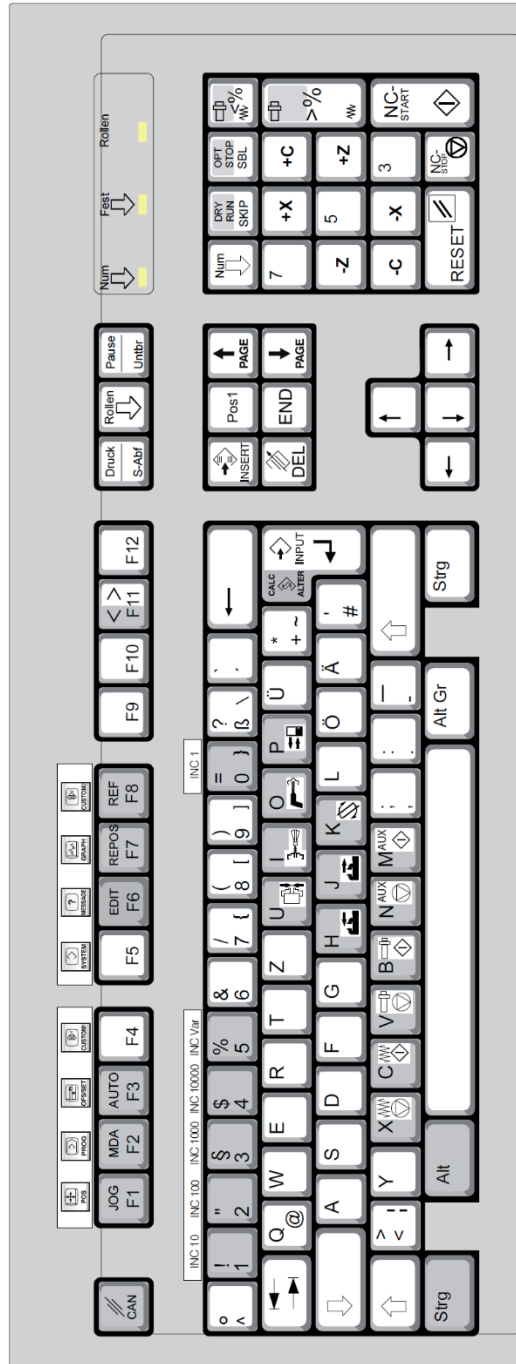 POS PROG OFS/SET CUSTOM SYSTEM MESSAGE GRAPH CUSTOM
Num Fest Rollen
CAN
JOG MDA AUTO
F1 F2 F3 F4
EDIT REPOS REF
F5 F6 F7 F8
< >
F9 F10 F11 F12
Druck Rollen Pause
S-Abf Untbr
INC 10 INC 100 INC 1000 INC 10000 INC Var INC 1
° ! " § $ % & / ( ) = ? `
^ 1 2 3 4 5 6 7 { 8 [ 9 ] 0 } ß \ ´
INSERT Pos1 PAGE
Num DRY RUN SKIP OPT STOP SBL <%
Q @ W E R T Z U I O P Ü * + ~ CALC ALTER INPUT
DEL END PAGE
7 +X +C >%
A S D F G H J K L Ö Ä ' #
-Z 5 +Z
> < ¦ Y X C V B N AUX M AUX ; , : . _ -
-C -X 3 NC-START
Strg Alt Alt Gr Strg
RESET NC-STOP